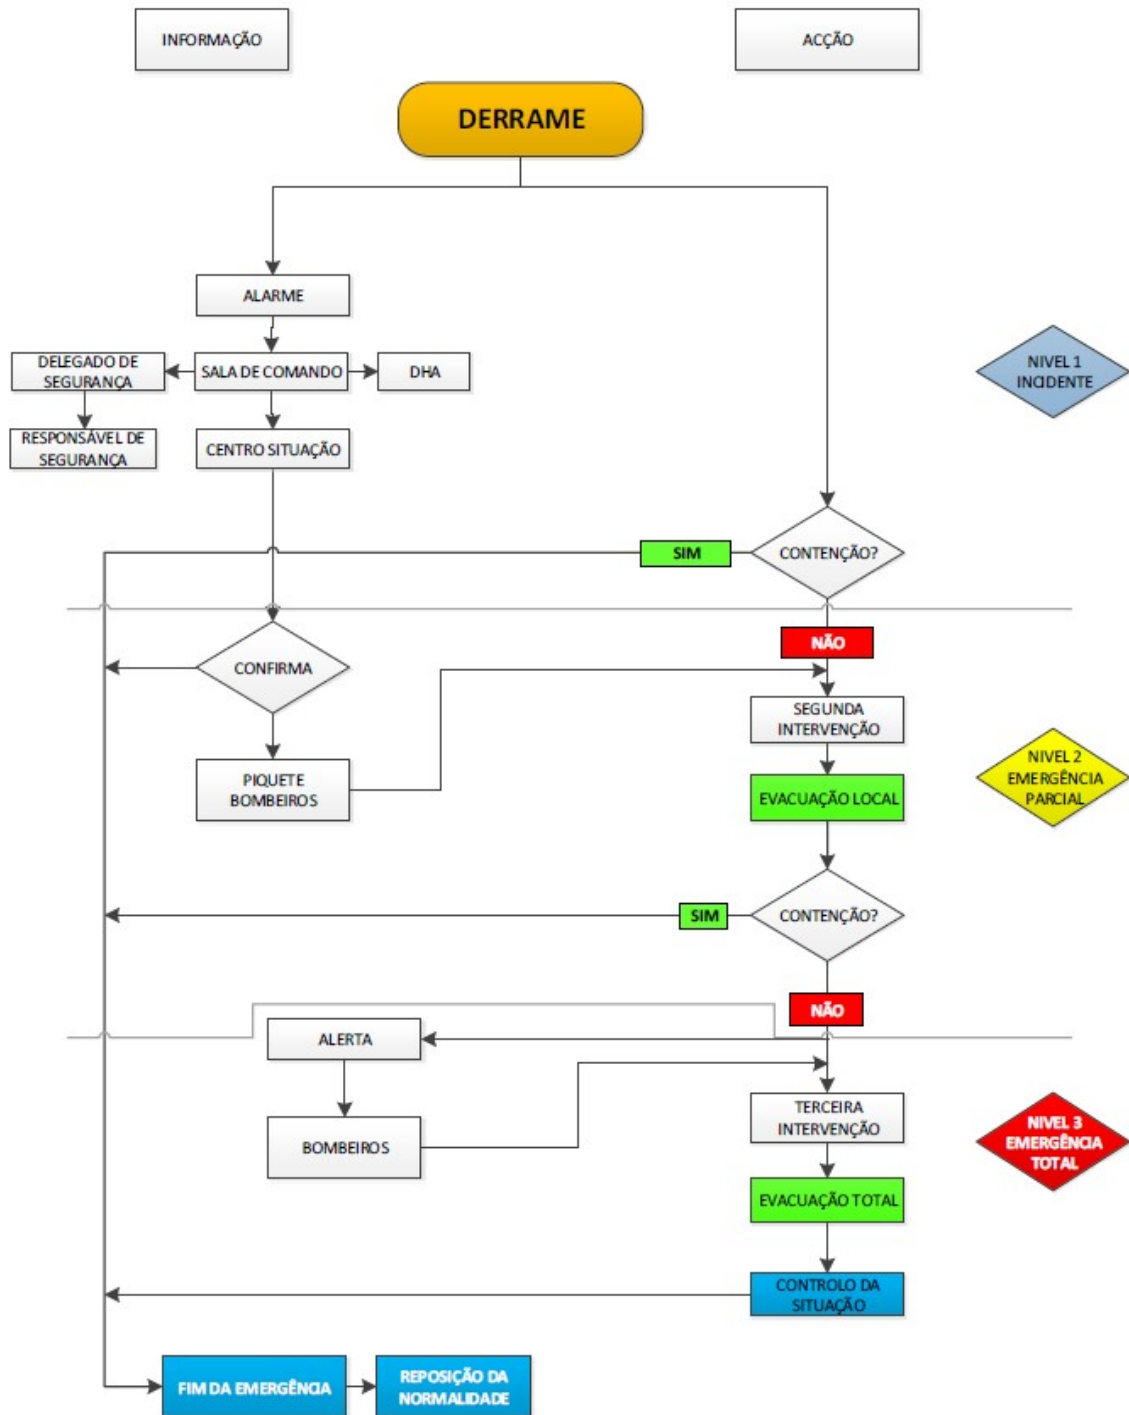 INFORMAÇÃO
ACÇÃO
DERRAME
ALARME
DELEGADO DE
SEGURANÇA
SALA DE COMANDO
DHA
NIVEL 1
INCIDENTE
RESPONSÁVEL DE
SEGURANÇA
CENTRO SITUAÇÃO
SIM
CONTENÇÃO?
NÃO
CONFIRMA
SEGUNDA
INTERVENÇÃO
PIQUETE
BOMBEIROS
EVACUAÇÃO LOCAL
NIVEL 2
EMERGÊNCIA
PARCIAL
SIM
CONTENÇÃO?
NÃO
ALERTA
BOMBEIROS
TERCEIRA
INTERVENÇÃO
NIVEL 3
EMERGÊNCIA
TOTAL
EVACUAÇÃO TOTAL
CONTROLO DA
SITUAÇÃO
FIM DA EMERGÊNCIA
REPOSIÇÃO DA
NORMALIDADE